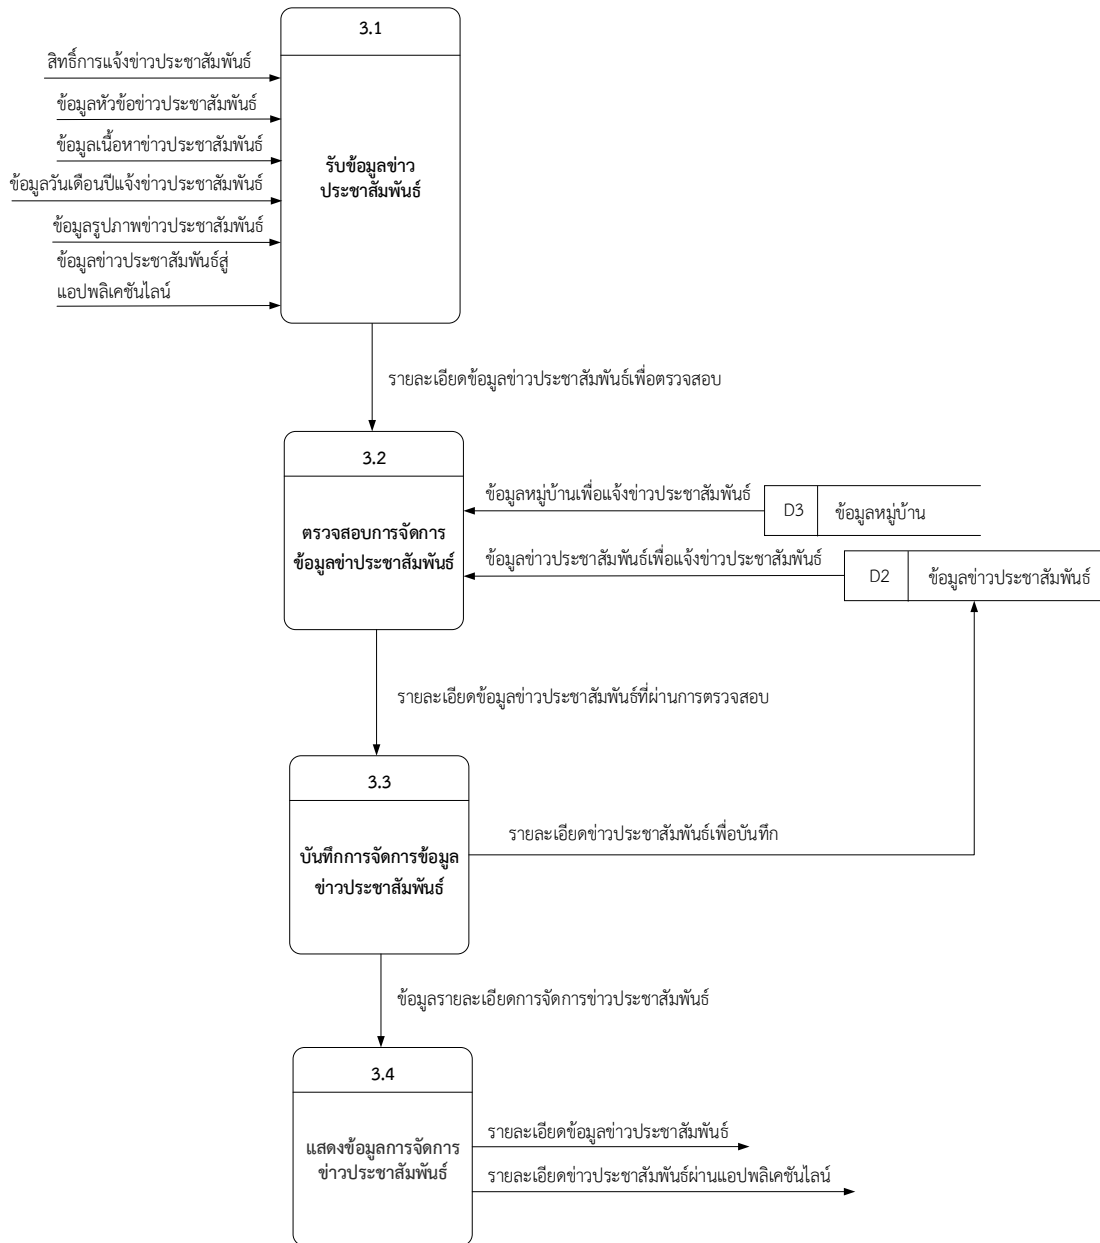 3.1
สิทธิ์การแจ้งข่าวประชาสัมพันธ์
ข้อมูลหัวข้อข่าวประชาสัมพันธ์
ข้อมูลเนื้อหาข่าวประชาสัมพันธ์
ข้อมูลวันเดือนปีแจ้งข่าวประชาสัมพันธ์
ข้อมูลรูปภาพข่าวประชาสัมพันธ์
ข้อมูลข่าวประชาสัมพันธ์สู่
แอปพลิเคชันไลน์
รับข้อมูลข่าว
ประชาสัมพันธ์
รายละเอียดข้อมูลข่าวประชาสัมพันธ์เพื่อตรวจสอบ
3.2
ตรวจสอบการจัดการ
ข้อมูลข่าประชาสัมพันธ์
ข้อมูลหมู่บ้านเพื่อแจ้งข่าวประชาสัมพันธ์
D3
ข้อมูลหมู่บ้าน
ข้อมูลข่าวประชาสัมพันธ์เพื่อแจ้งข่าวประชาสัมพันธ์
D2
ข้อมูลข่าวประชาสัมพันธ์
รายละเอียดข้อมูลข่าวประชาสัมพันธ์ที่ผ่านการตรวจสอบ
3.3
บันทึกการจัดการข้อมูล
ข่าวประชาสัมพันธ์
รายละเอียดข่าวประชาสัมพันธ์เพื่อบันทึก
ข้อมูลรายละเอียดการจัดการข่าวประชาสัมพันธ์
3.4
แสดงข้อมูลการจัดการ
ข่าวประชาสัมพันธ์
รายละเอียดข้อมูลข่าวประชาสัมพันธ์
รายละเอียดข่าวประชาสัมพันธ์ผ่านแอปพลิเคชันไลน์